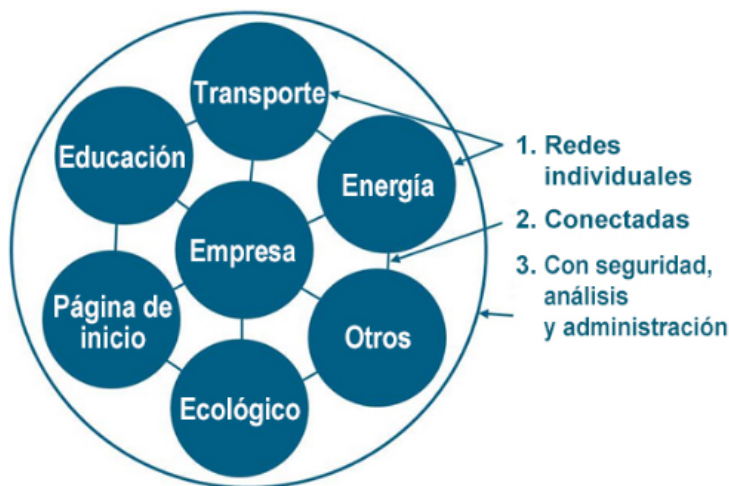 Transporte
Educación
Energía
Empresa
Página de
inicio
Otros
Ecológico
1. Redes
individuales
2. Conectadas
3. Con seguridad,
análisis
y administración